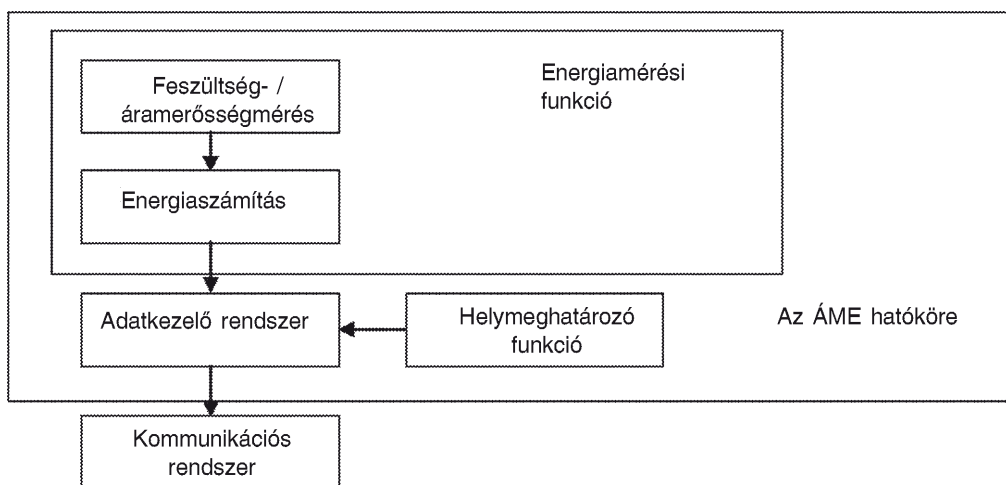 Feszültség- /
áramerősségmérés
Energiamérési
funkció
Energiaszámítás
Adatkezelő rendszer
Helymeghatározó
funkció
Az ÁME hatóköre
Kommunikációs
rendszer